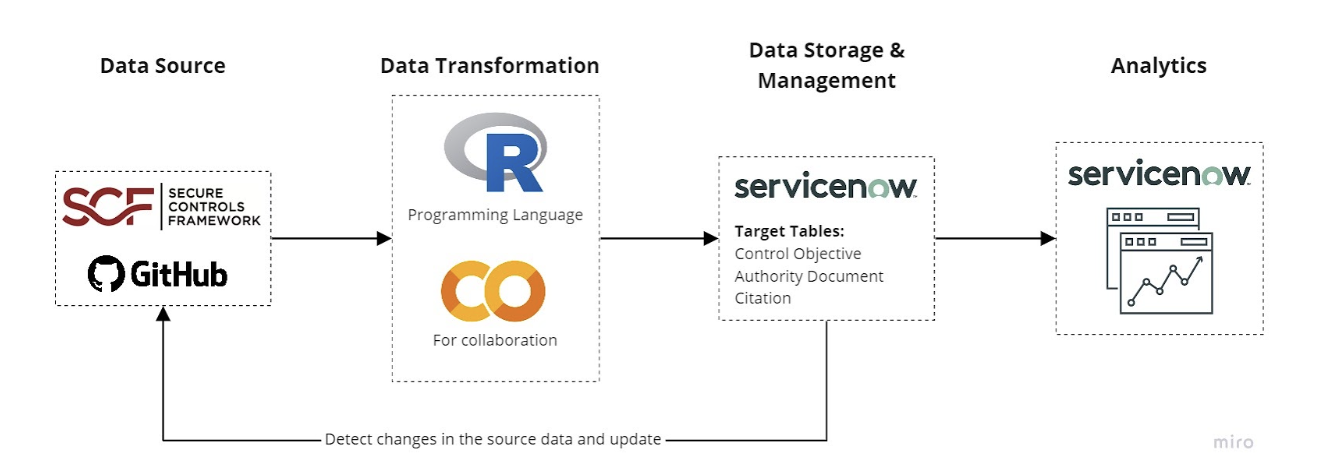 Data Source
Data Transformation
Data Storage &
Management
Analytics
SCF
SECURE
CONTROLS
FRAMEWORK
GitHub
R
Programming Language
CO
For collaboration
servicenow
Target Tables:
Control Objective
Authority Document
Citation
servicenow
Detect changes in the source data and update
miro